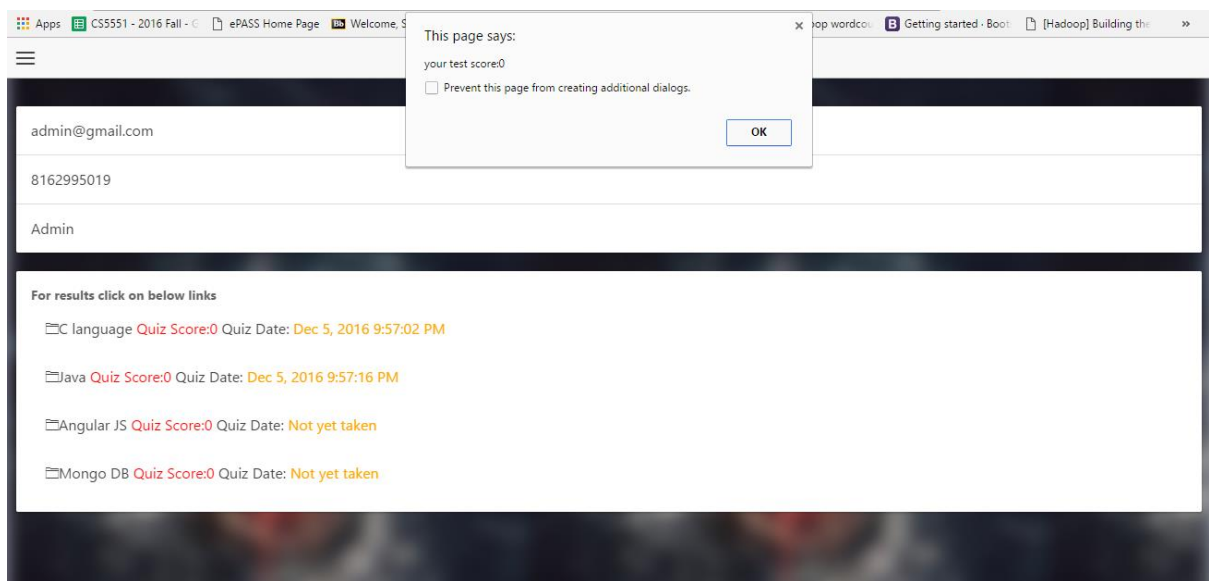 Apps CS5551 - 2016 Fall - G ePASS Home Page Bb Welcome, S oop wordcou B Getting started · Boot [Hadoop] Building the »
This page says:
your test score:0
Prevent this page from creating additional dialogs.
OK
admin@gmail.com
8162995019
Admin
For results click on below links
C language Quiz Score:0 Quiz Date: Dec 5, 2016 9:57:02 PM
Java Quiz Score:0 Quiz Date: Dec 5, 2016 9:57:16 PM
Angular JS Quiz Score:0 Quiz Date: Not yet taken
Mongo DB Quiz Score:0 Quiz Date: Not yet taken